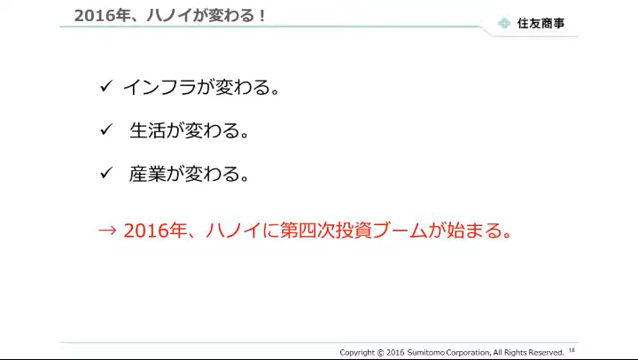 2016年、ハノイが変わる！
住友商事
✓ インフラが変わる。
✓ 生活が変わる。
✓ 産業が変わる。
→ 2016年、ハノイに第四次投資ブームが始まる。
Copyright © 2016 Sumitomo Corporation, All Rights Reserved.